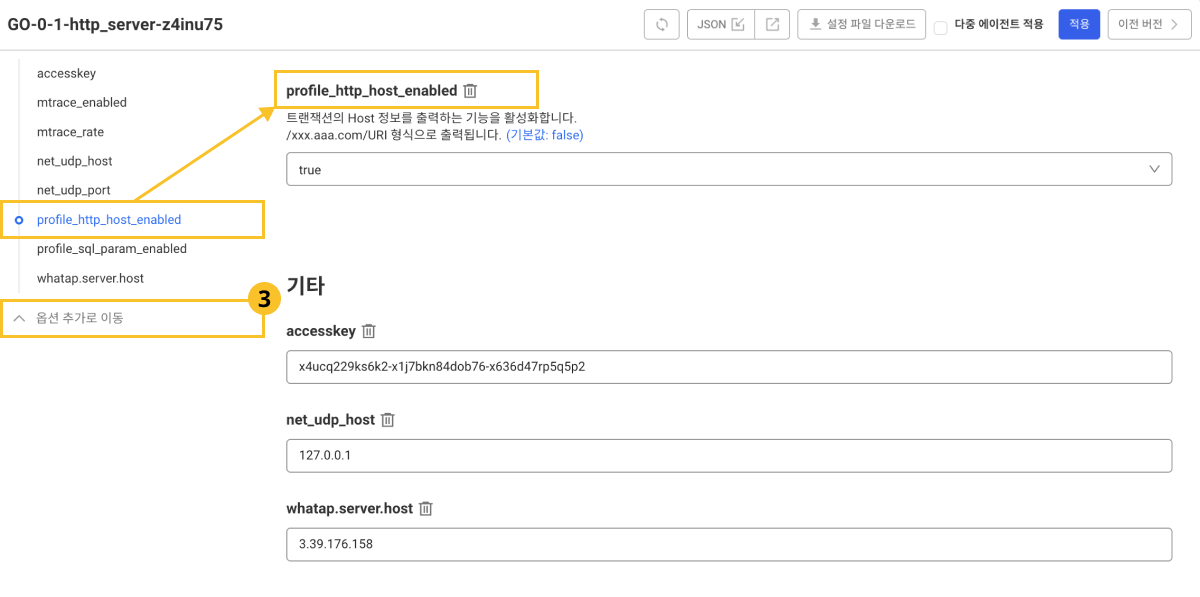 GO-0-1-http_server-z4inu75
JSON
설정 파일 다운로드
다중 에이전트 적용
적용
이전 버전
accesskey
mtrace_enabled
mtrace_rate
net_udp_host
net_udp_port
profile_http_host_enabled
profile_sql_param_enabled
whatap.server.host
옵션 추가로 이동
3
profile_http_host_enabled
트랜잭션의 Host 정보를 출력하는 기능을 활성화합니다.
/xxx.aaa.com/URI 형식으로 출력됩니다. (기본값: false)
true
기타
accesskey
x4ucq229ks6k2-x1j7bkn84dob76-x636d47rp5q5p2
net_udp_host
127.0.0.1
whatap.server.host
3.39.176.158